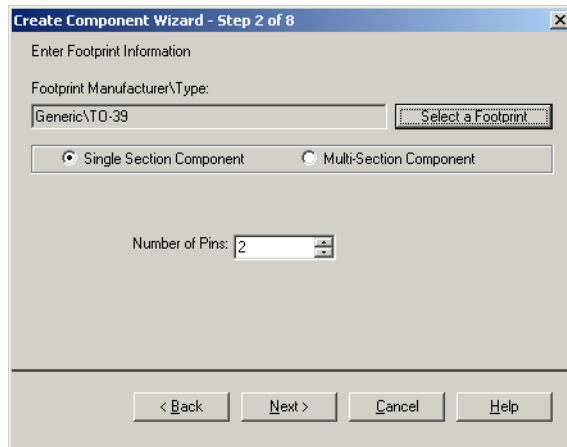 Create Component Wizard - Step 2 of 8
Enter Footprint Information
Footprint Manufacturer\Type:
Generic\TO-39 Select a Footprint
Single Section Component Multi-Section Component
Number of Pins: 2
< Back Next > Cancel Help